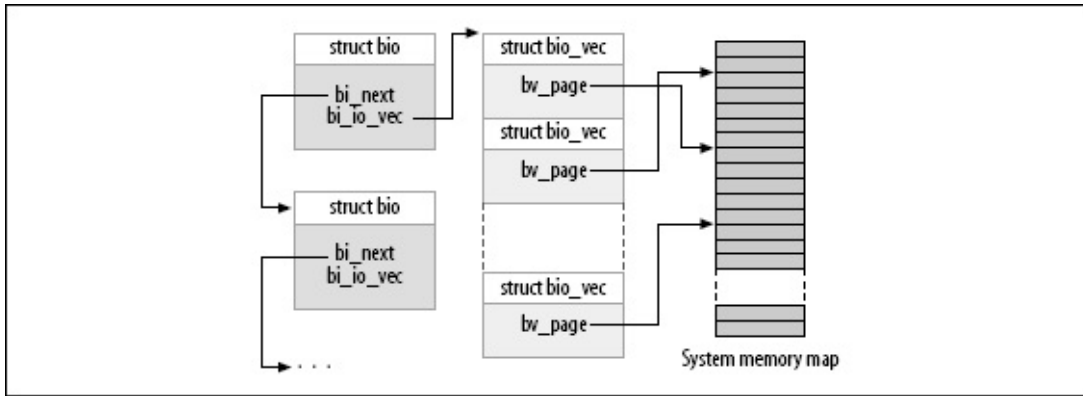 struct bio
bi_next
bi_io_vec
struct bio
bi_next
bi_io_vec
. . .
struct bio_vec
bv_page
struct bio_vec
bv_page
struct bio_vec
bv_page
System memory map